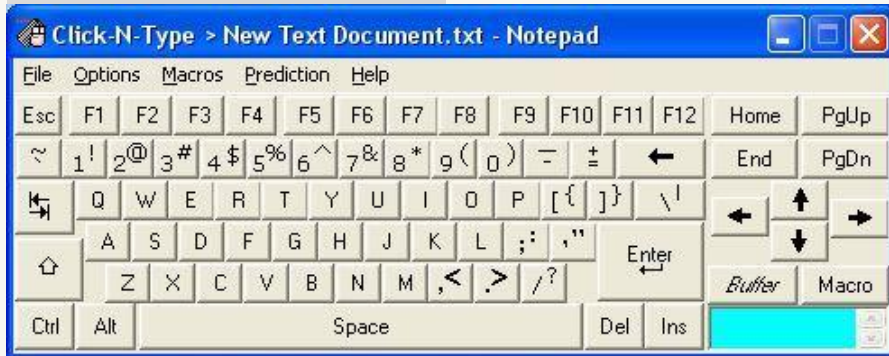 Click-N-Type > New Text Document.txt - Notepad
File Options Macros Prediction Help
Esc F1 F2 F3 F4 F5 F6 F7 F8 F9 F10 F11 F12 Home PgUp
~ 1! 2@ 3# 4$ 5% 6^ 7& 8* 9( 0) - ± End PgDn
Q W E R T Y U I O P [{ ]} \|
A S D F G H J K L ;: '" Enter
Z X C V B N M ,< .> /? Buffer Macro
Ctrl Alt Space Del Ins